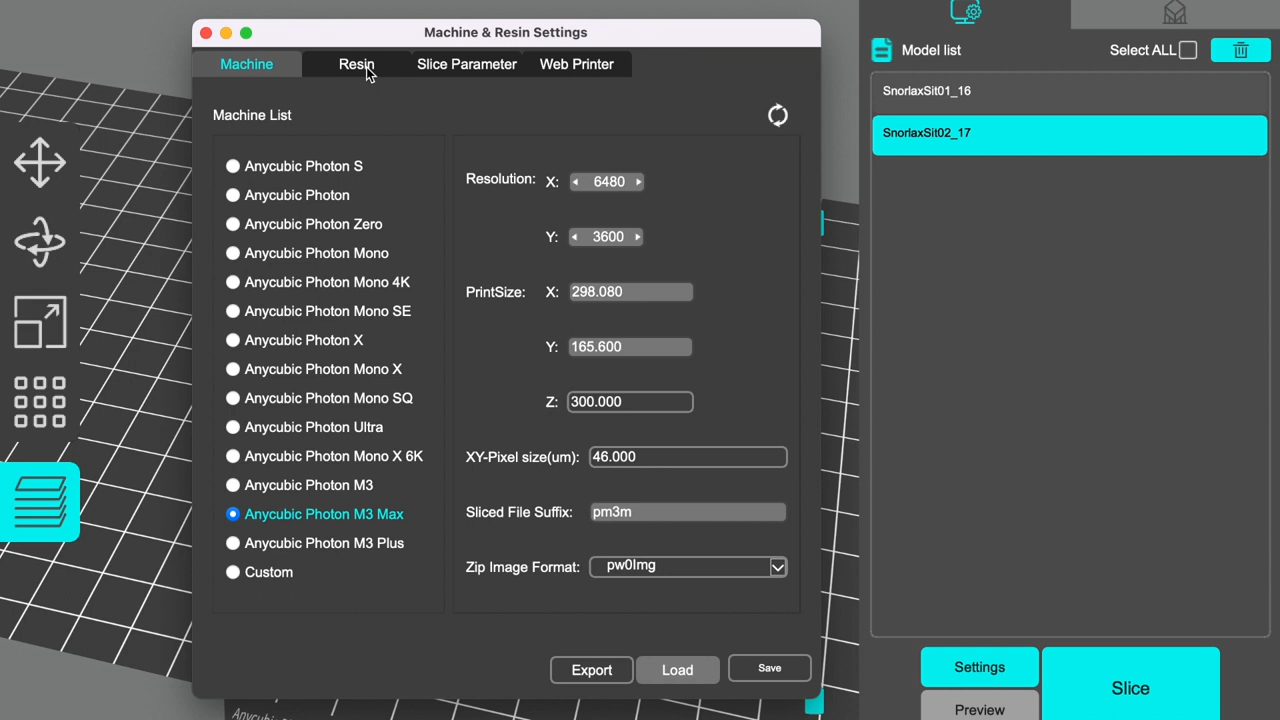 Machine & Resin Settings
Machine Resin Slice Parameter Web Printer
Machine List
Anycubic Photon S
Anycubic Photon
Anycubic Photon Zero
Anycubic Photon Mono
Anycubic Photon Mono 4K
Anycubic Photon Mono SE
Anycubic Photon X
Anycubic Photon Mono X
Anycubic Photon Mono SQ
Anycubic Photon Ultra
Anycubic Photon Mono X 6K
Anycubic Photon M3
Anycubic Photon M3 Max
Anycubic Photon M3 Plus
Custom
Resolution: X: 6480
Y: 3600
PrintSize: X: 298.080
Y: 165.600
Z: 300.000
XY-Pixel size(um): 46.000
Sliced File Suffix: pm3m
Zip Image Format: pw0Img
Export Load Save
Model list Select ALL
SnorlaxSit01_16
SnorlaxSit02_17
Settings
Slice
Preview